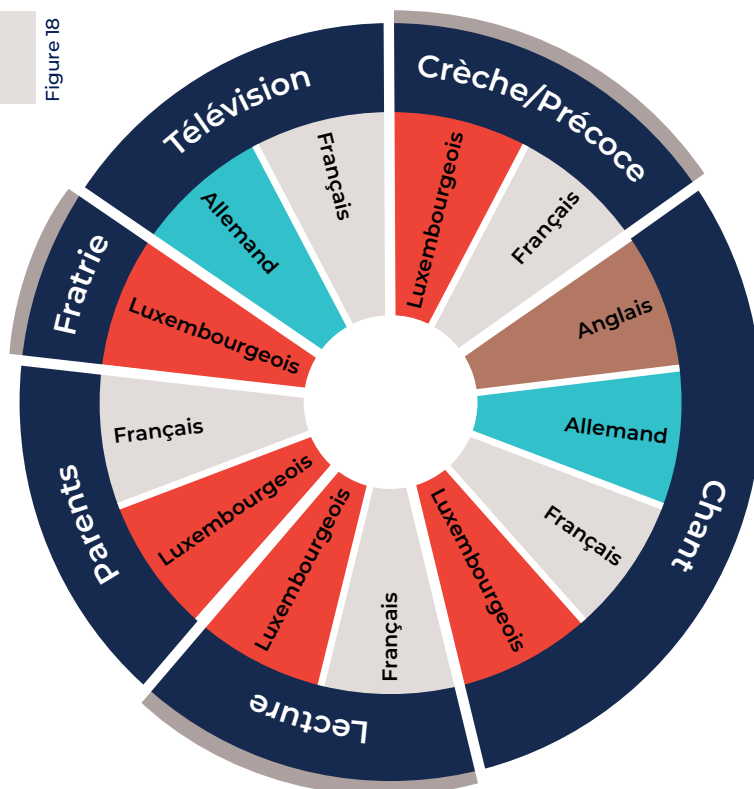 Figure 18
Crèche/Précoce
Luxembourgeois
Français
Chant
Anglais
Allemand
Français
Luxembourgeois
Lecture
Français
Luxembourgeois
Parents
Luxembourgeois
Français
Fratrie
Luxembourgeois
Télévision
Allemand
Français